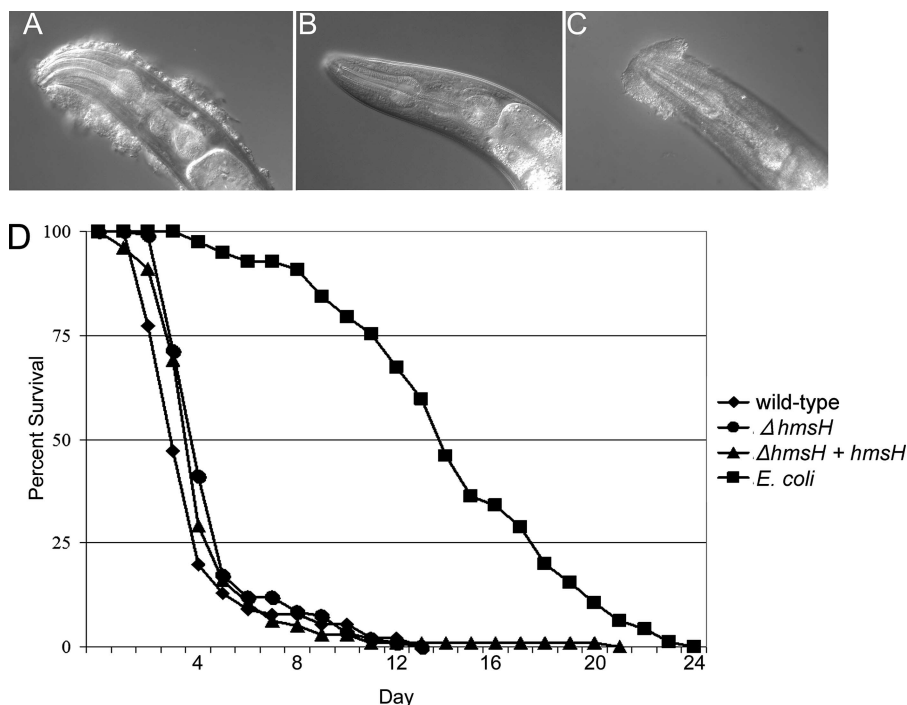 A
B
C
D
100
75
50
25
0
Percent Survival
4
8
12
16
20
24
Day
wild-type
ΔhmsH
ΔhmsH + hmsH
E. coli